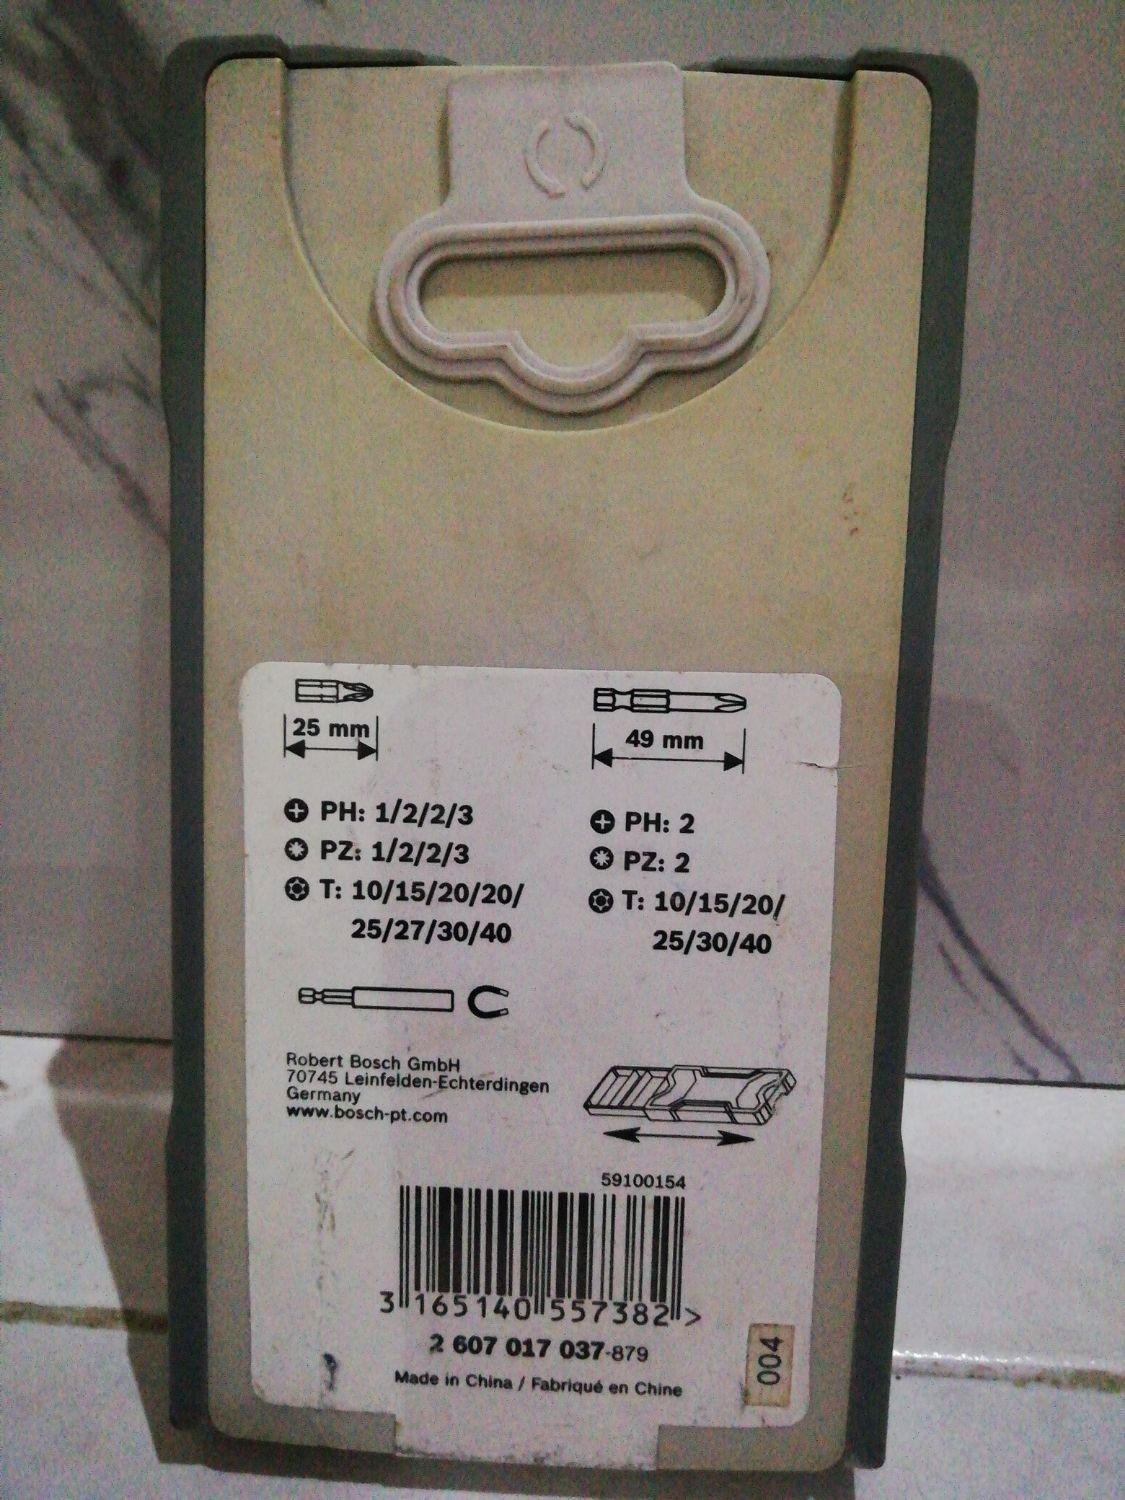 25 mm
PH: 1/2/2/3
PZ: 1/2/2/3
T: 10/15/20/20/
25/27/30/40
49 mm
PH: 2
PZ: 2
T: 10/15/20/
25/30/40
Robert Bosch GmbH
70745 Leinfelden-Echterdingen
Germany
www.bosch-pt.com
59100154
3 165140 557382 >
2 607 017 037-879
Made in China / Fabriqué en Chine
004